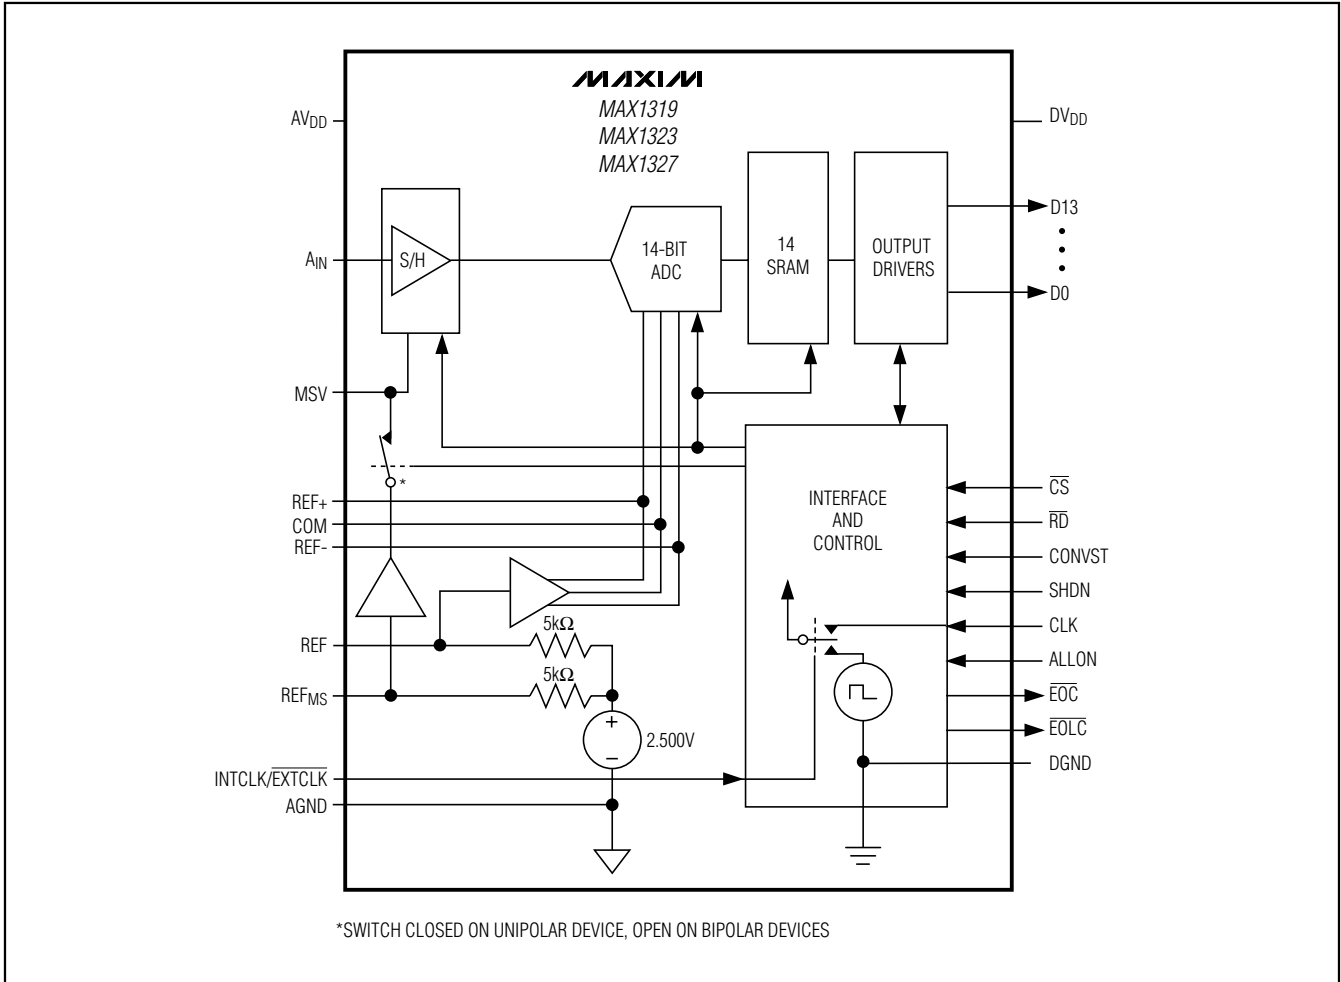 MAXIM
MAX1319
MAX1323
MAX1327
AVDD
DVDD
AIN
S/H
14-BIT
ADC
14
SRAM
OUTPUT
DRIVERS
D13
D0
MSV
*
REF+
COM
REF-
INTERFACE
AND
CONTROL
CS
RD
CONVST
SHDN
CLK
ALLON
EOC
EOLC
DGND
5kΩ
REF
5kΩ
REFMS
+
−
2.500V
INTCLK/EXTCLK
AGND
*SWITCH CLOSED ON UNIPOLAR DEVICE, OPEN ON BIPOLAR DEVICES